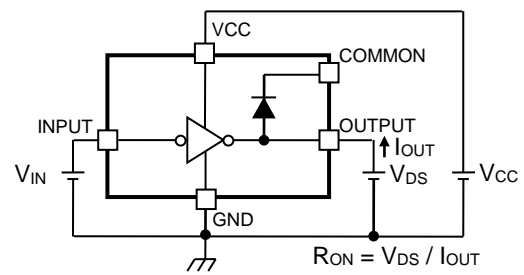 VCC
COMMON
INPUT
OUTPUT
IOUT
VIN
VDS
VCC
GND
RON = VDS / IOUT